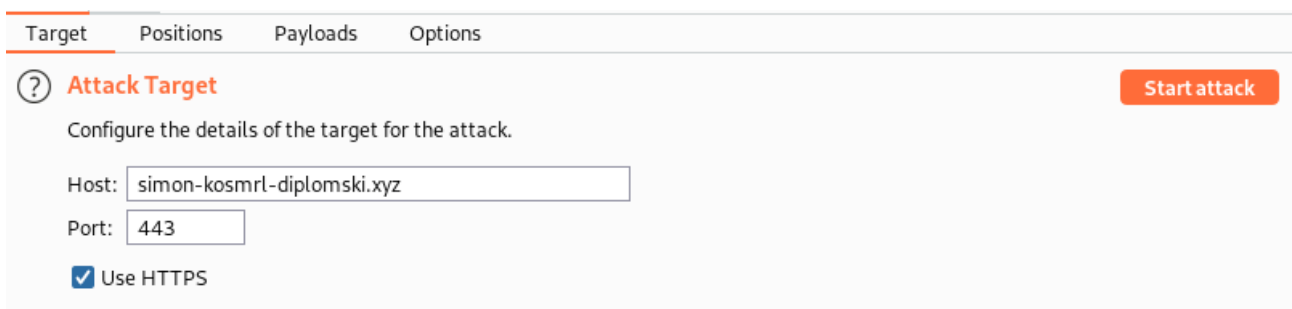 Target Positions Payloads Options
? Attack Target Start attack
Configure the details of the target for the attack.
Host: simon-kosmrl-diplomski.xyz
Port: 443
Use HTTPS